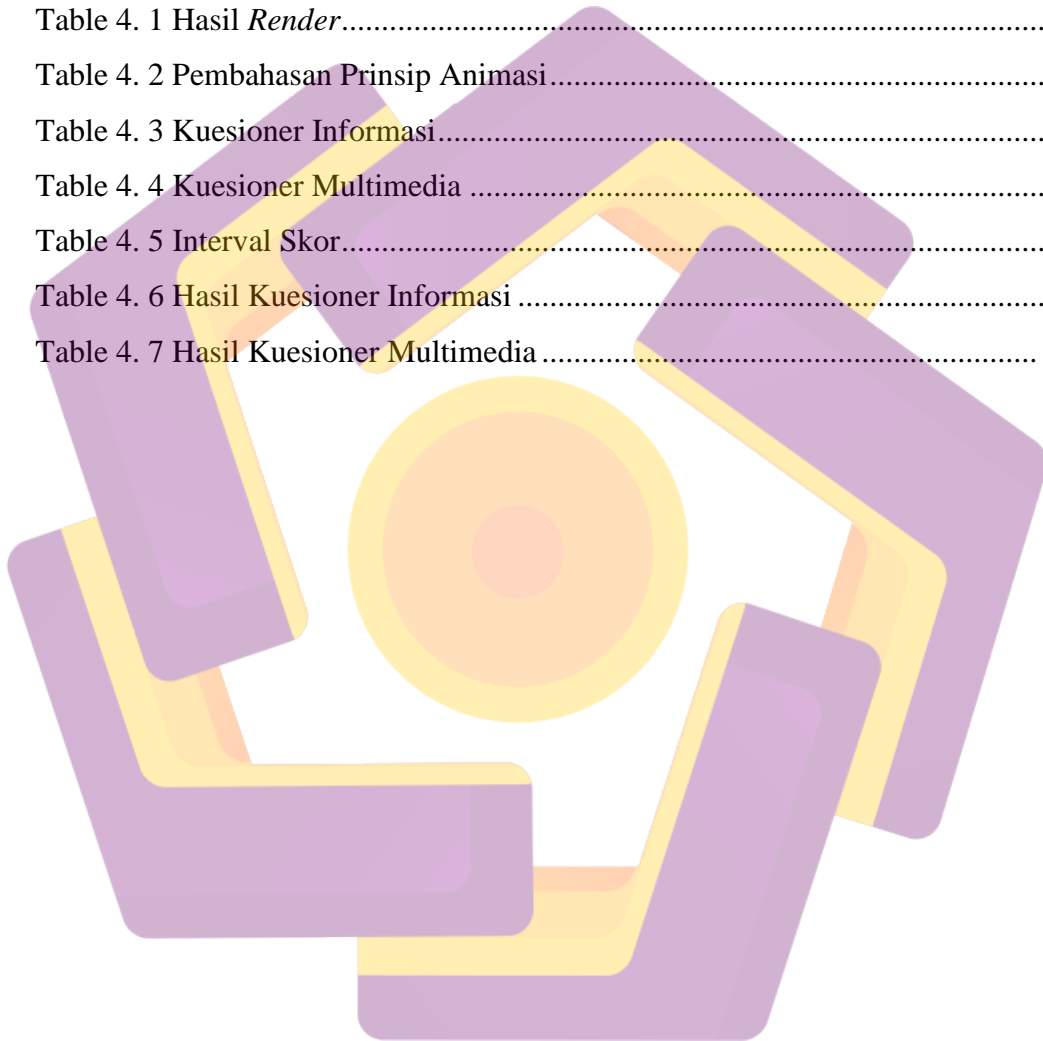 Table 4. 1 Hasil Render....................................................................................
Table 4. 2 Pembahasan Prinsip Animasi............................................................
Table 4. 3 Kuesioner Informasi.........................................................................
Table 4. 4 Kuesioner Multimedia .....................................................................
Table 4. 5 Interval Skor....................................................................................
Table 4. 6 Hasil Kuesioner Informasi ...............................................................
Table 4. 7 Hasil Kuesioner Multimedia ............................................................